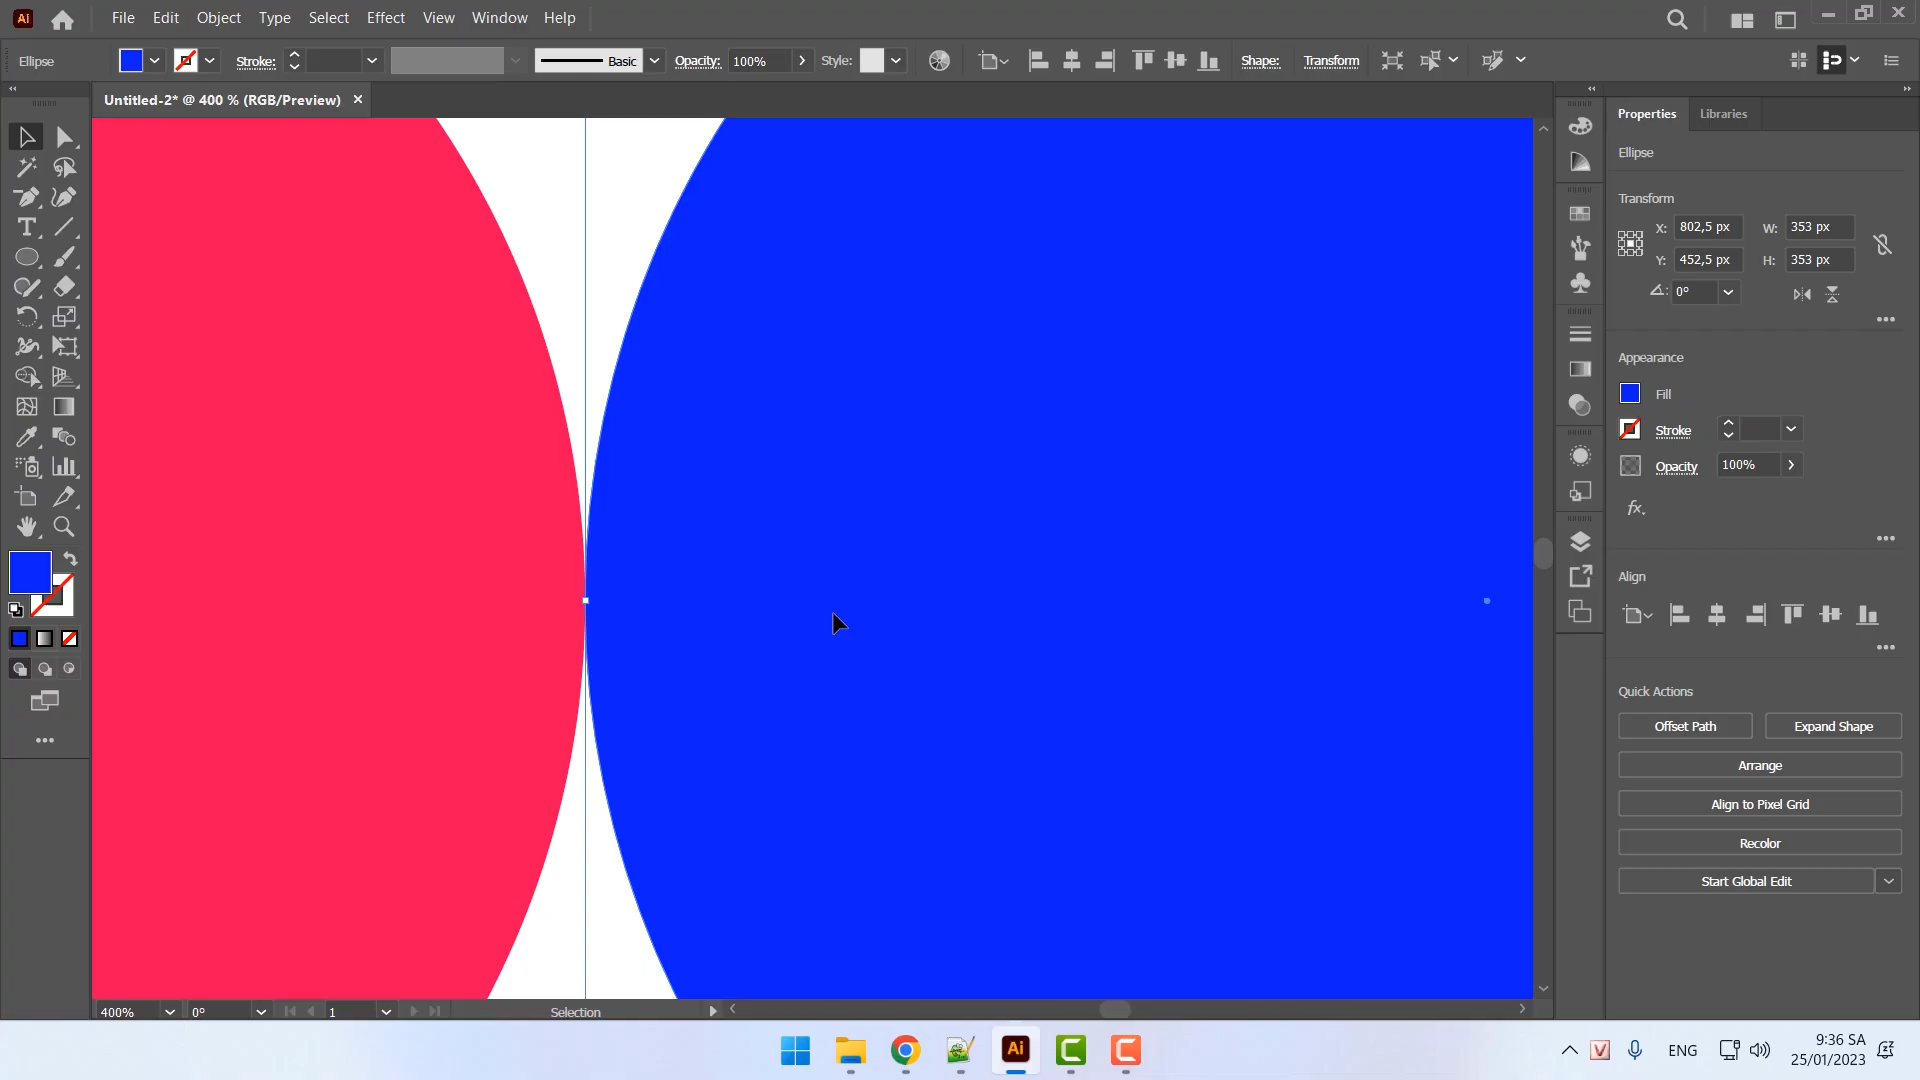 Ai File Edit Object Type Select Effect View Window Help
Ellipse Stroke: Basic Opacity: 100% Style: Shape: Transform
Untitled-2* @ 400 % (RGB/Preview) ×
Properties Libraries
Ellipse
Transform
X: 802,5 px W: 353 px
Y: 452,5 px H: 353 px
0°
Appearance
Fill
Stroke
Opacity 100%
fx.
Align
Quick Actions
Offset Path Expand Shape
Arrange
Align to Pixel Grid
Recolor
Start Global Edit
400% 0° 1 Selection
Ai ENG 9:36 SA
25/01/2023